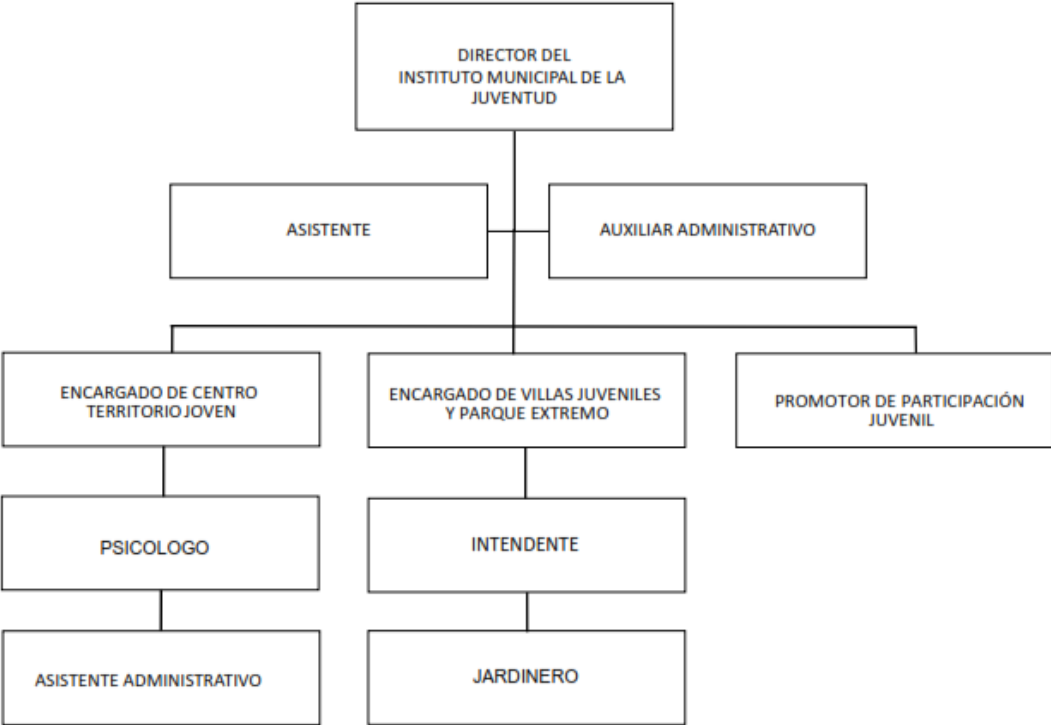 DIRECTOR DEL
INSTITUTO MUNICIPAL DE LA
JUVENTUD
ASISTENTE
AUXILIAR ADMINISTRATIVO
ENCARGADO DE CENTRO
TERRITORIO JOVEN
ENCARGADO DE VILLAS JUVENILES
Y PARQUE EXTREMO
PROMOTOR DE PARTICIPACIÓN
JUVENIL
PSICOLOGO
INTENDENTE
ASISTENTE ADMINISTRATIVO
JARDINERO